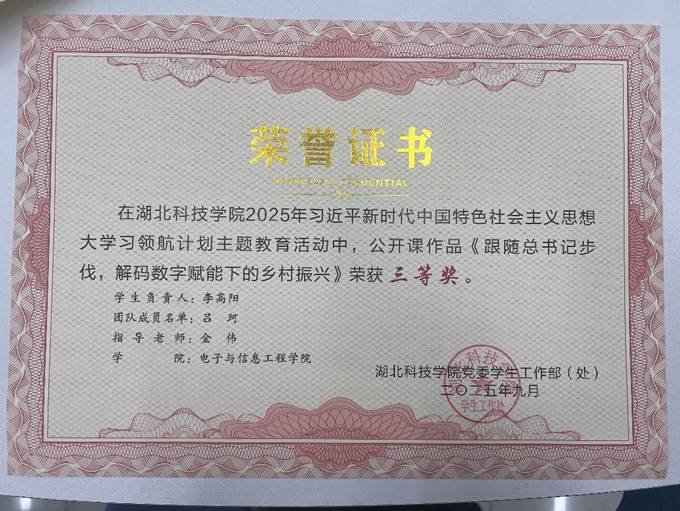 荣誉证书
在湖北科技学院2025年习近平新时代中国特色社会主义思想
大学习领航计划主题教育活动中，公开课作品《跟随总书记步
伐，解码数字赋能下的乡村振兴》荣获 三等奖 。
学生负责人：李高阳
团队成员名单：吕 珂
指导老师：金 伟
学 院：电子与信息工程学院
湖北科技学院党委学生工作部（处）
二〇二五年九月
学生工作处